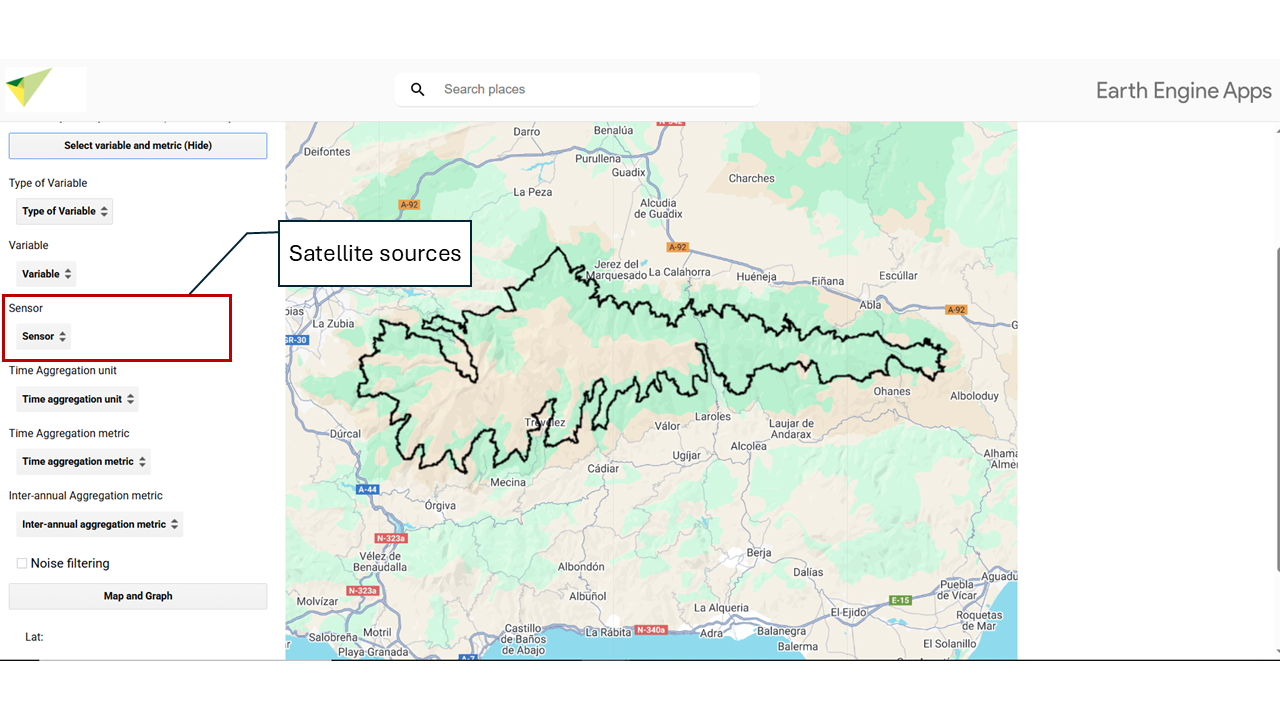 Search places
Earth Engine Apps
Select variable and metric (Hide)
Type of Variable
Type of Variable
Variable
Variable
Satellite sources
Sensor
Sensor
Time Aggregation unit
Time aggregation unit
Time Aggregation metric
Time aggregation metric
Inter-annual Aggregation metric
Inter-annual aggregation metric
Noise filtering
Map and Graph
Lat:
Darro
Benalúa
Deifontes
Purullena
Guadix
Charches
La Peza
A-92
Alcudia
de Guadix
A-92
Jerez del
Marquesado
La Calahorra
Huéneja
Fiñana
Escúllar
Abla
A-92
La Zubia
GR-30
Ohanes
Alboloduy
Trevélez
Laroles
Válor
Laujar de
Andarax
Dúrcal
Alcolea
Ugíjar
Cádiar
Mecina
A-44
Órgiva
N-323a
Vélez de
Benaudalla
Berja
Albondón
Dalías
N-323a
Albuñol
Puebla
de Vícar
Molvízar
La Alqueria
El-Ejido
E-15
Roquetas
de Mar
Salobreña
Motril
Castillo
de Baños
de Abajo
La Rábita
N-340a
Adra
Balanegra
Balerma
El Solanillo
Playa-Granada
A-7